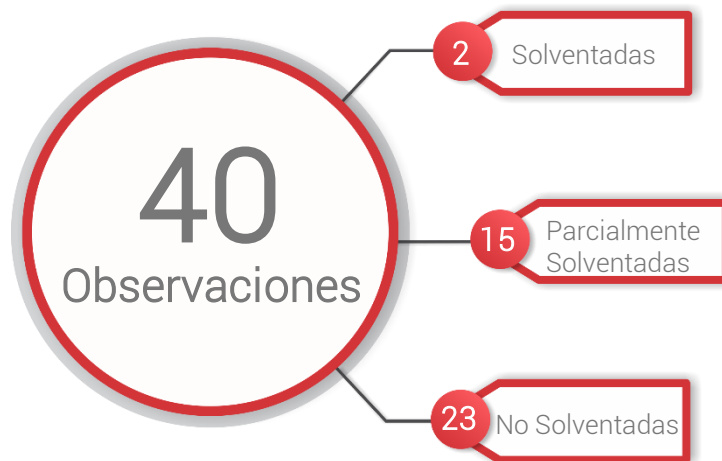 40
Observaciones
2
Solventadas
15
Parcialmente
Solventadas
23
No Solventadas